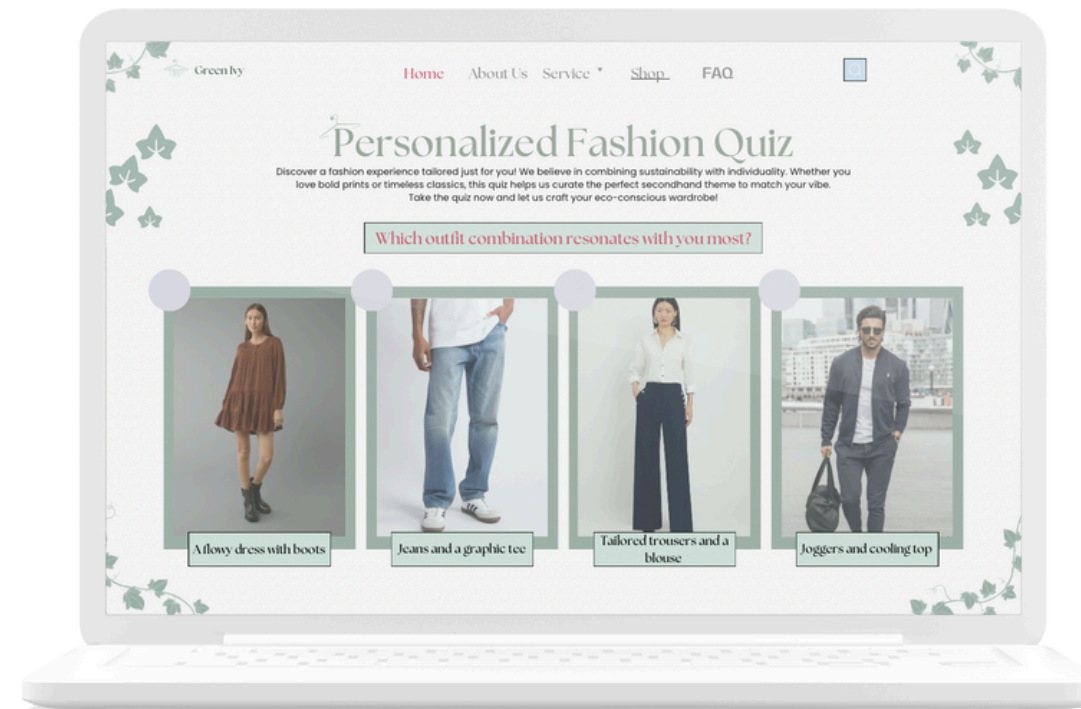 Green Ivy
Home About Us Service Shop FAQ
Personalized Fashion Quiz
Discover a fashion experience tailored just for you! We believe in combining sustainability with individuality. Whether you
love bold prints or timeless classics, this quiz helps us curate the perfect secondhand theme to match your vibe.
Take the quiz now and let us craft your eco-conscious wardrobe!
Which outfit combination resonates with you most?
A flowy dress with boots
Jeans and a graphic tee
Tailored trousers and a
blouse
Joggers and cooling top